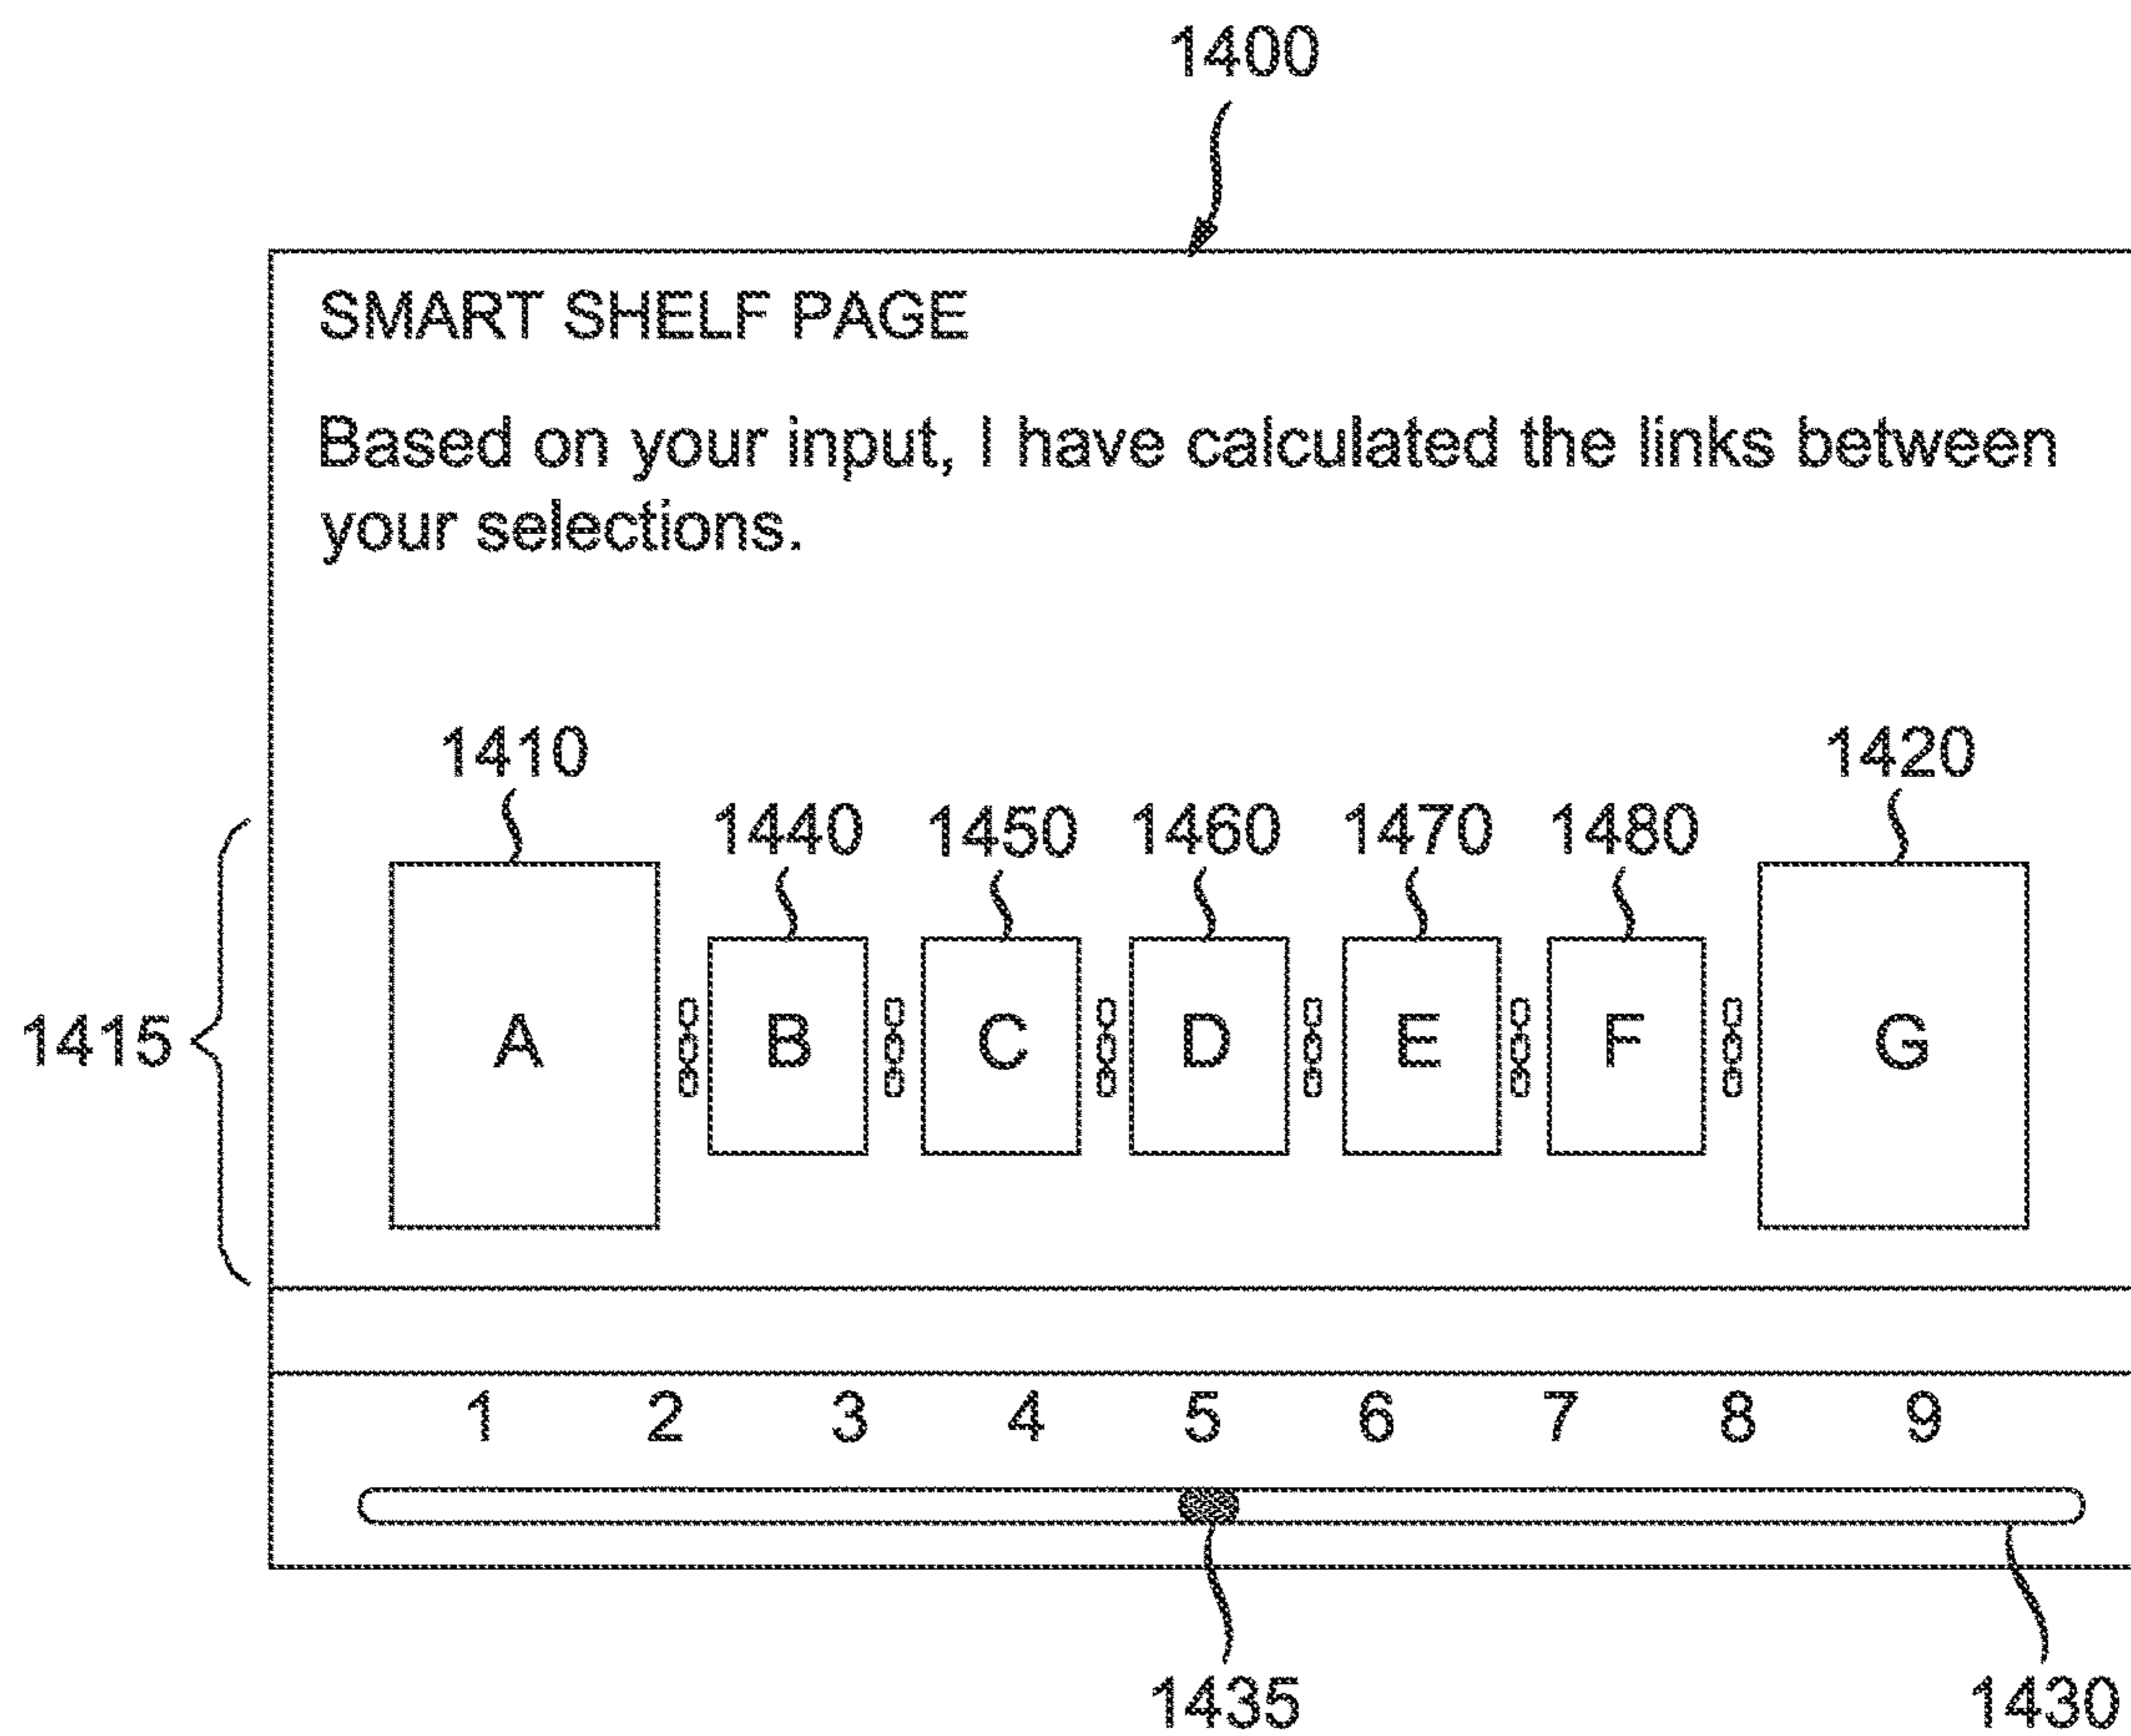 1400
SMART SHELF PAGE
Based on your input, I have calculated the links between
your selections.
1410
1420
1440 1450 1460 1470 1480
1415
A B C D E F G
1 2 3 4 5 6 7 8 9
1435 1430